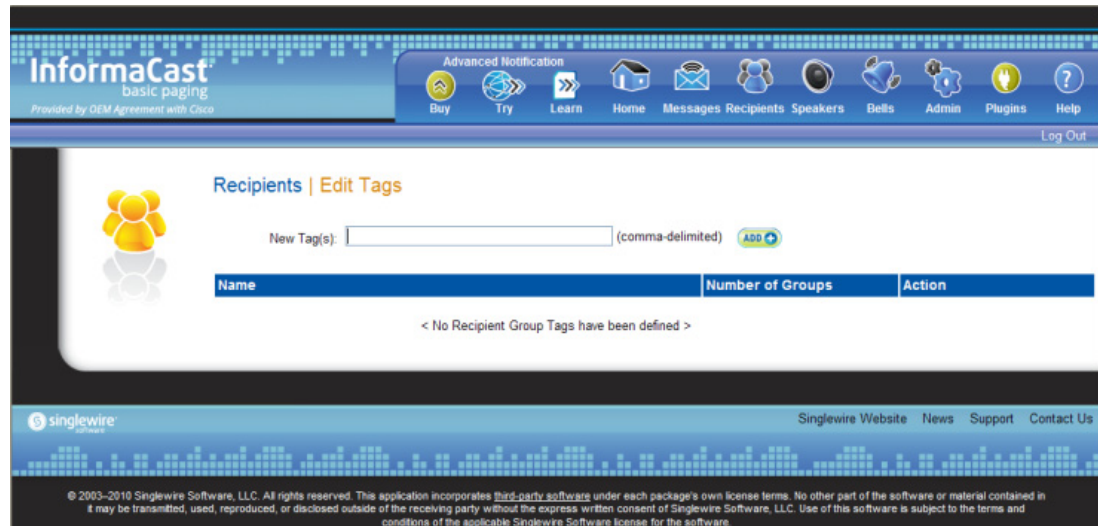 InformaCast
basic paging
Provided by OEM Agreement with Cisco
Advanced Notification
Buy Try Learn Home Messages Recipients Speakers Bells Admin Plugins Help
Log Out
Recipients | Edit Tags
New Tag(s): (comma-delimited) ADD
Name Number of Groups Action
< No Recipient Group Tags have been defined >
singlewire
software
Singlewire Website News Support Contact Us
© 2003–2010 Singlewire Software, LLC. All rights reserved. This application incorporates third-party software under each package's own license terms. No other part of the software or material contained in
it may be transmitted, used, reproduced, or disclosed outside of the receiving party without the express written consent of Singlewire Software, LLC. Use of this software is subject to the terms and
conditions of the applicable Singlewire Software license for the software.